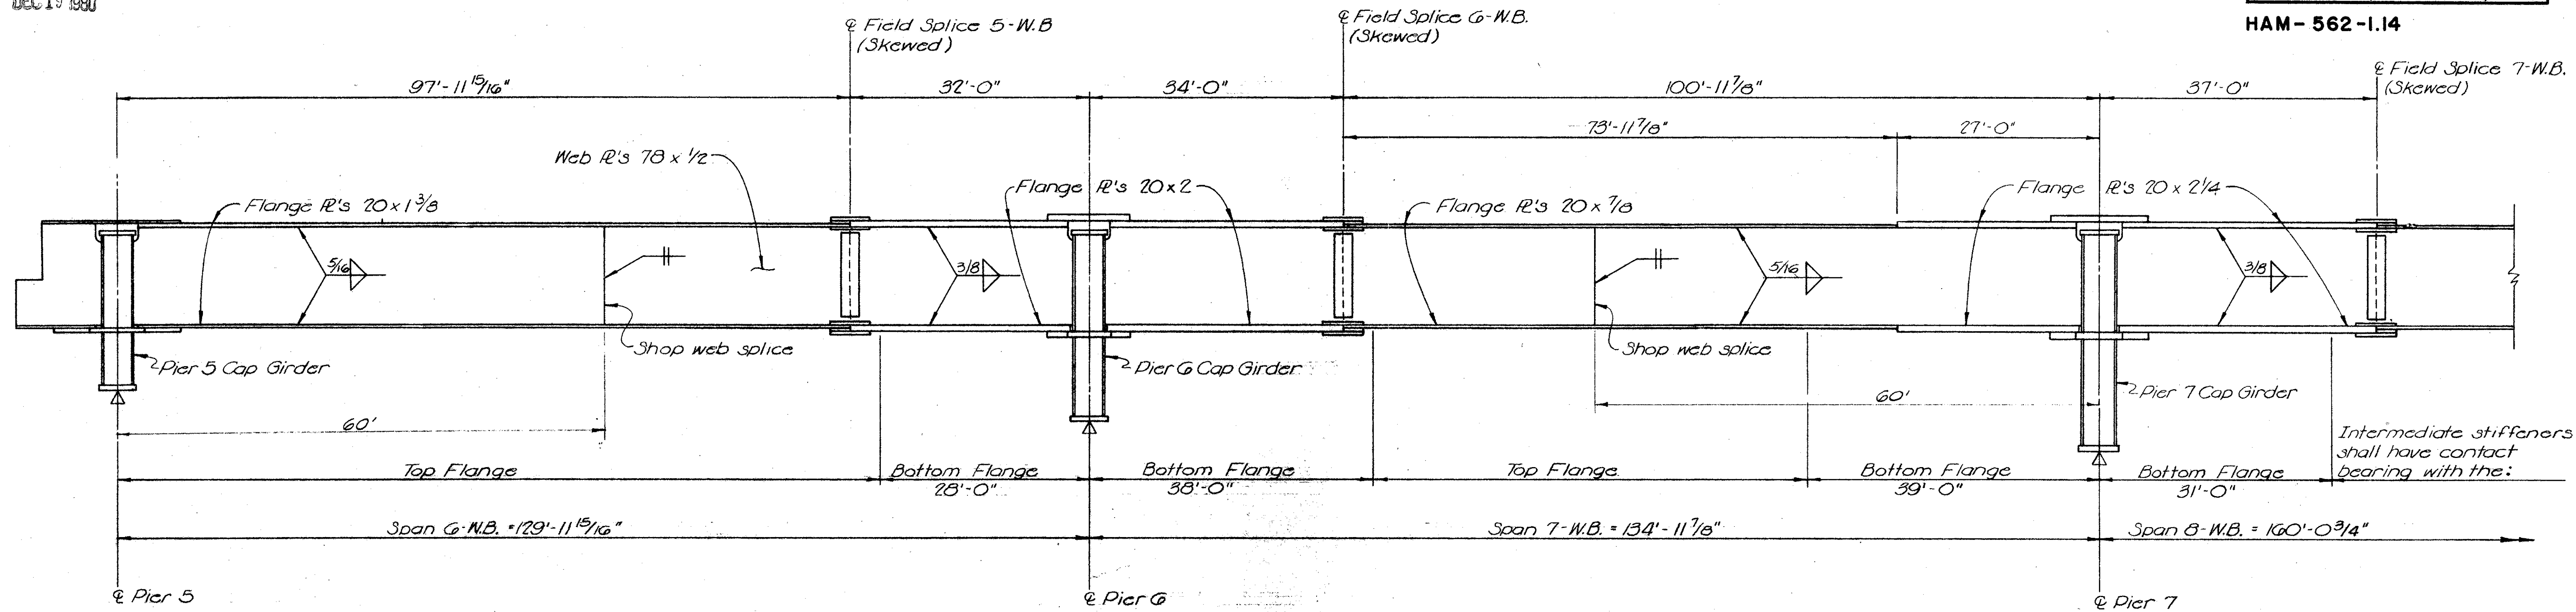 DEC 19 1980
HAM-562-1.14
℄ Field Splice 5-W.B
(Skewed)
℄ Field Splice 6-W.B.
(Skewed)
℄ Field Splice 7-W.B.
(Skewed)
97'-11 15/16"
32'-0"
34'-0"
100'-11 7/8"
37'-0"
73'-11 7/8"
27'-0"
Web ℞'s 78 x 1/2
Flange ℞'s 20 x 1 3/8
Flange ℞'s 20 x 2
Flange ℞'s 20 x 7/8
Flange ℞'s 20 x 2 1/4
5/16
3/8
5/16
3/8
Shop web splice
Shop web splice
Pier 5 Cap Girder
Pier 6 Cap Girder
Pier 7 Cap Girder
60'
60'
Intermediate stiffeners
shall have contact
bearing with the:
Top Flange
Bottom Flange
28'-0"
Bottom Flange
38'-0"
Top Flange
Bottom Flange
39'-0"
Bottom Flange
31'-0"
Span 6-W.B. = 129'-11 15/16"
Span 7-W.B. = 134'-11 7/8"
Span 8-W.B. = 160'-0 3/4"
℄ Pier 5
℄ Pier 6
℄ Pier 7